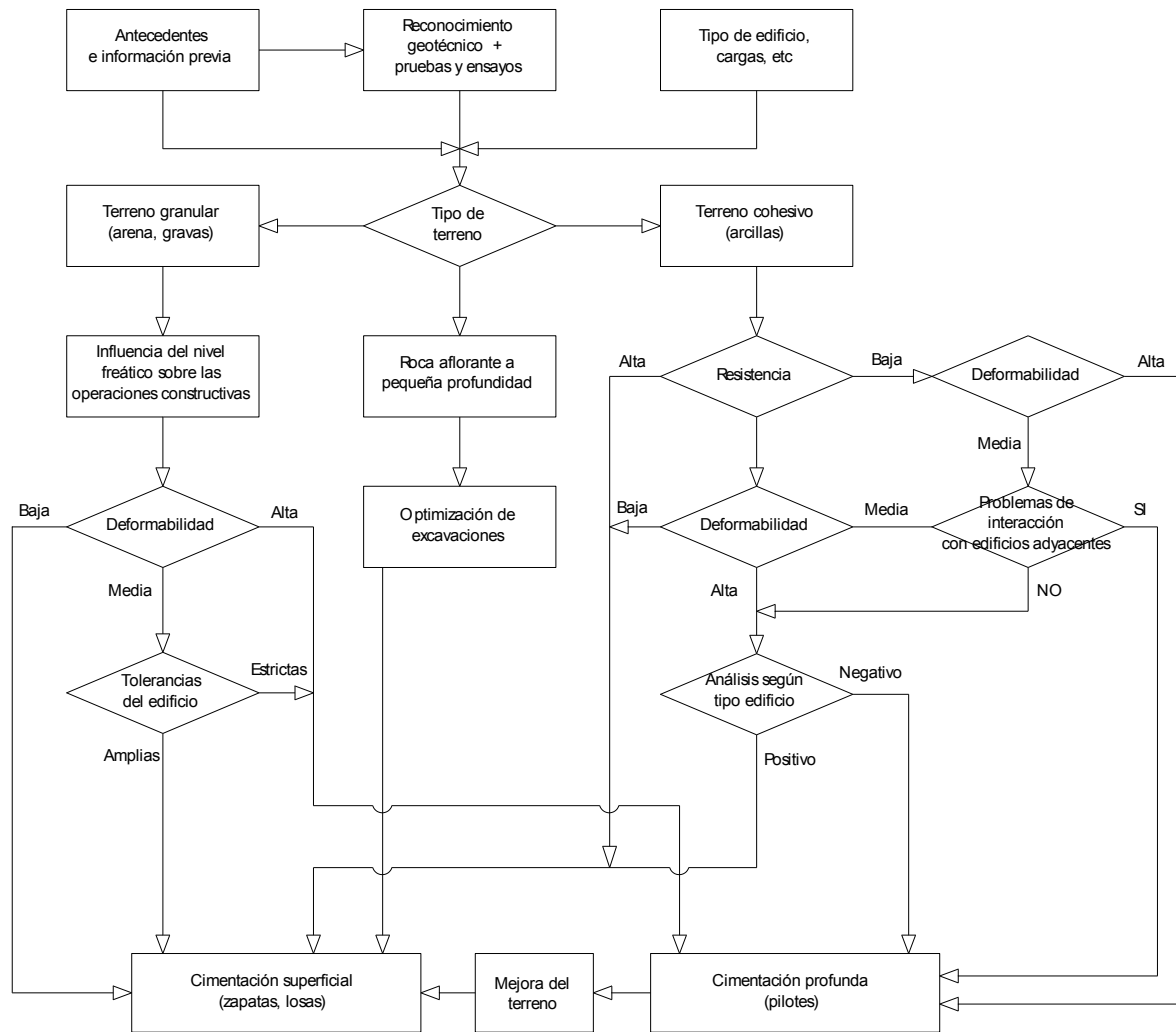 Antecedentes
e información previa
Reconocimiento
geotécnico +
pruebas y ensayos
Tipo de edificio,
cargas, etc
Terreno granular
(arena, gravas)
Tipo de
terreno
Terreno cohesivo
(arcillas)
Influencia del nivel
freático sobre las
operaciones constructivas
Roca aflorante a
pequeña profundidad
Alta
Resistencia
Baja
Deformabilidad
Alta
Media
Baja
Deformabilidad
Alta
Optimización de
excavaciones
Baja
Deformabilidad
Media
Problemas de
interacción
con edificios adyacentes
SI
Media
Alta
NO
Tolerancias
del edificio
Estrictas
Análisis según
tipo edificio
Negativo
Amplias
Positivo
Cimentación superficial
(zapatas, losas)
Mejora del
terreno
Cimentación profunda
(pilotes)